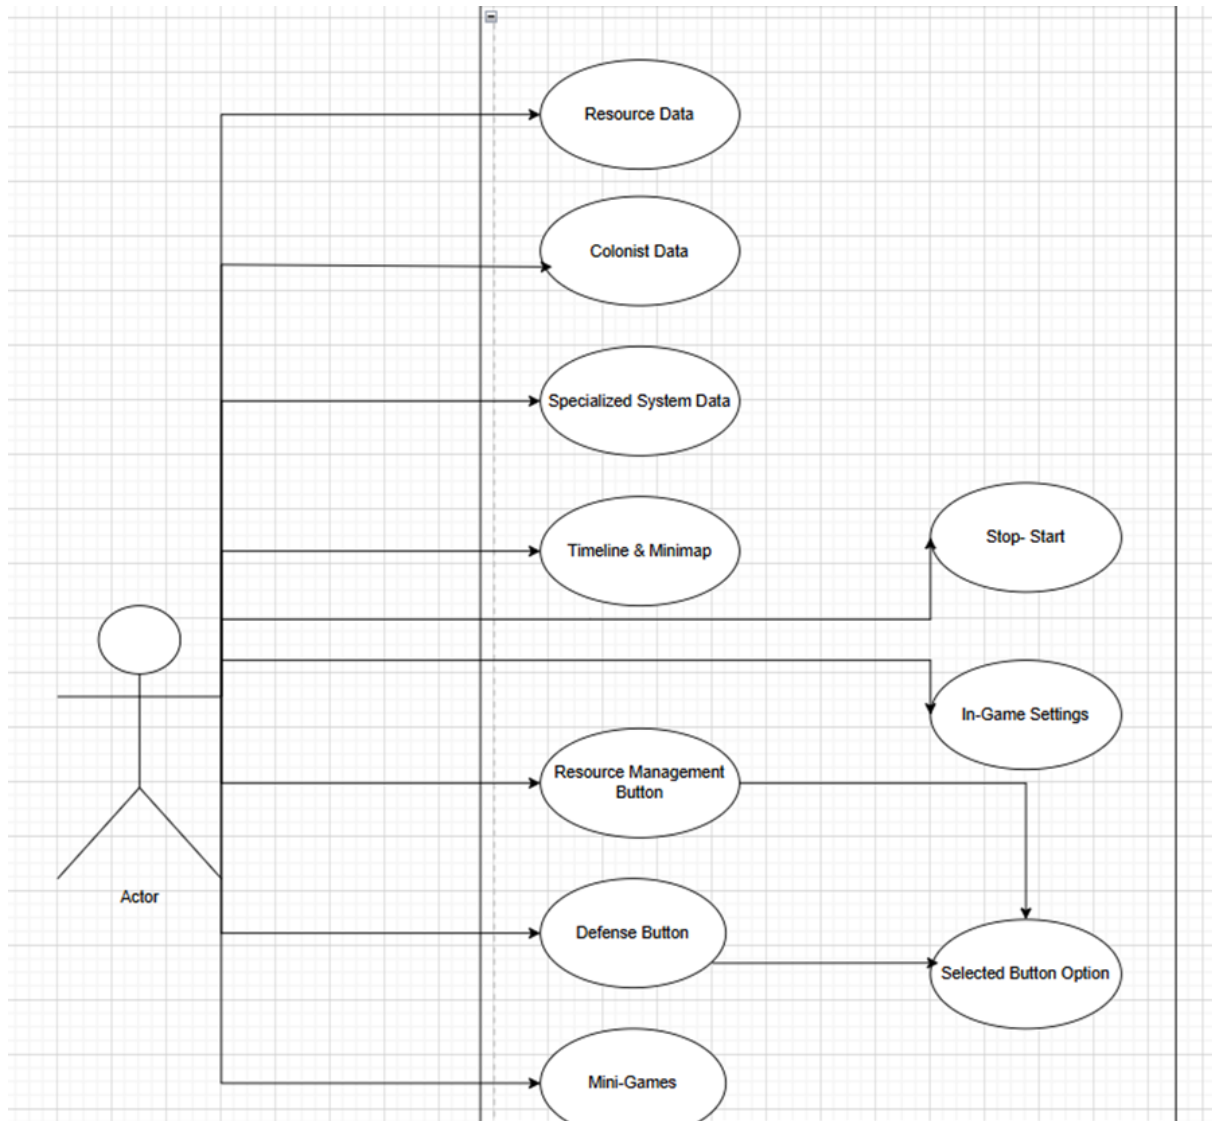 Resource Data
Colonist Data
Specialized System Data
Timeline & Minimap
Stop- Start
In-Game Settings
Resource Management
Button
Actor
Defense Button
Selected Button Option
Mini-Games